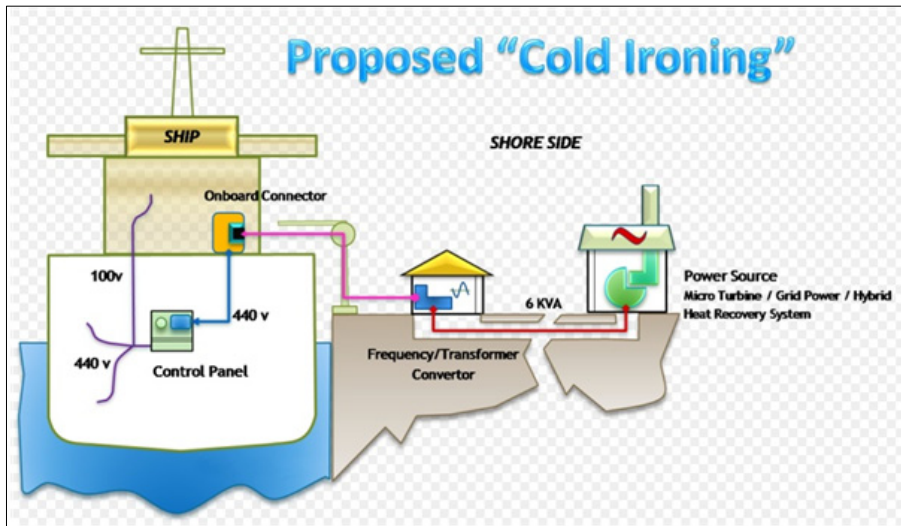 Proposed “Cold Ironing”
SHIP
SHORE SIDE
Onboard Connector
100v
440 v
440 v
Control Panel
6 KVA
Frequency/Transformer
Convertor
Power Source
Micro Turbine / Grid Power / Hybrid
Heat Recovery System